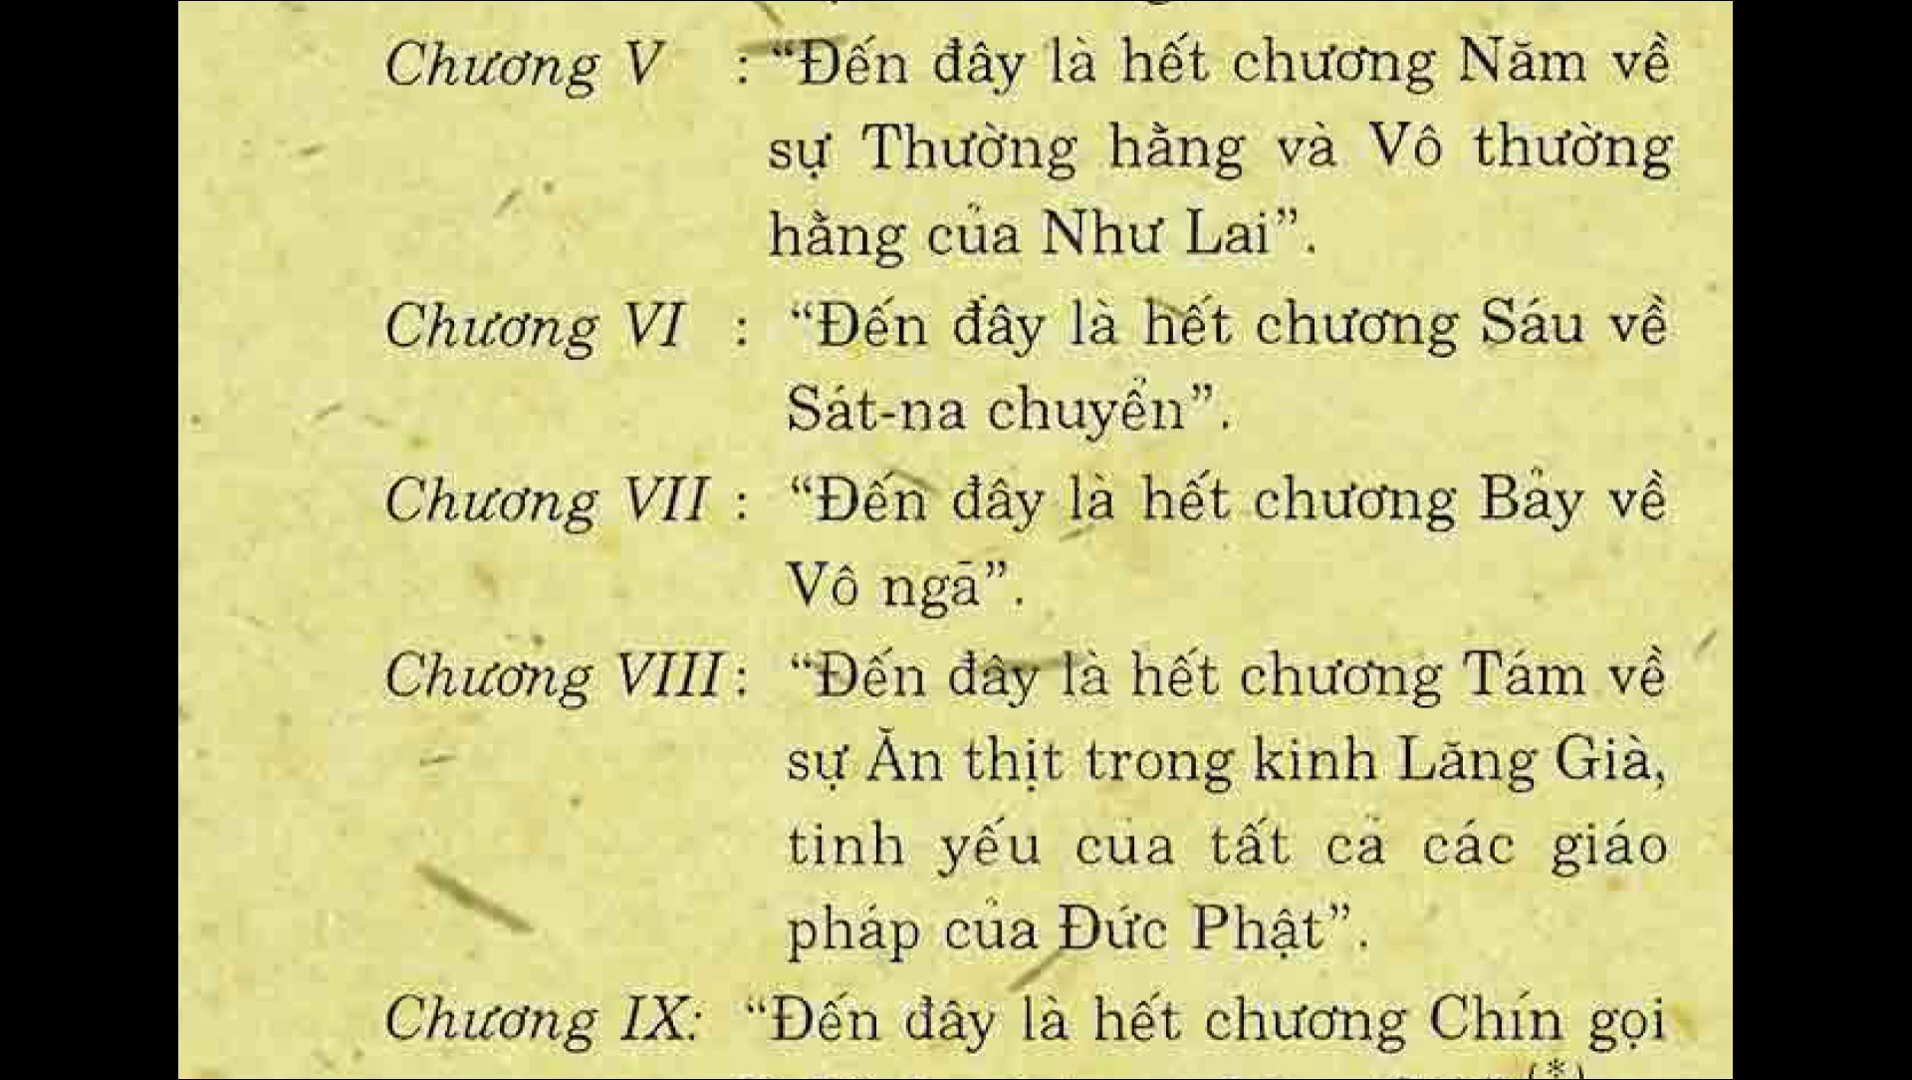 Chương V : “Đến đây là hết chương Năm về
sự Thường hằng và Vô thường
hằng của Như Lai”.
Chương VI : “Đến đây là hết chương Sáu về
Sát-na chuyển”.
Chương VII : “Đến đây là hết chương Bảy về
Vô ngã”.
Chương VIII : “Đến đây là hết chương Tám về
sự Ăn thịt trong kinh Lăng Già,
tinh yếu của tất cả các giáo
pháp của Đức Phật”.
Chương IX: “Đến đây là hết chương Chín gọi
(*)